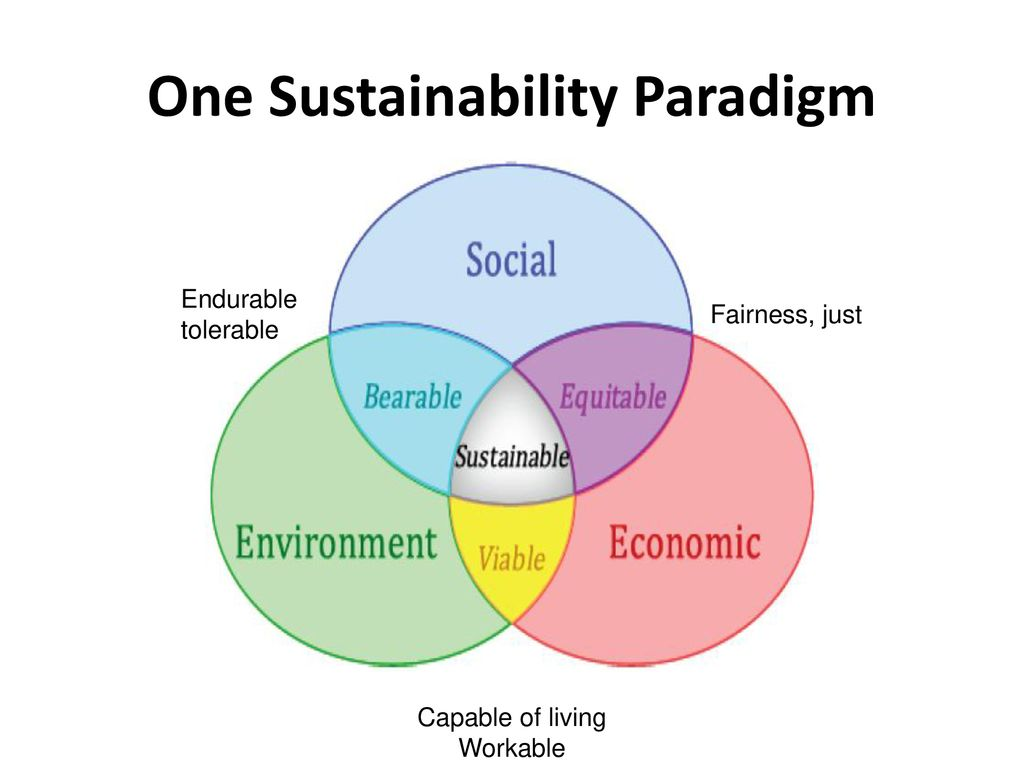 One Sustainability Paradigm
Social
Endurable
tolerable
Fairness, just
Bearable
Equitable
Sustainable
Environment
Viable
Economic
Capable of living
Workable